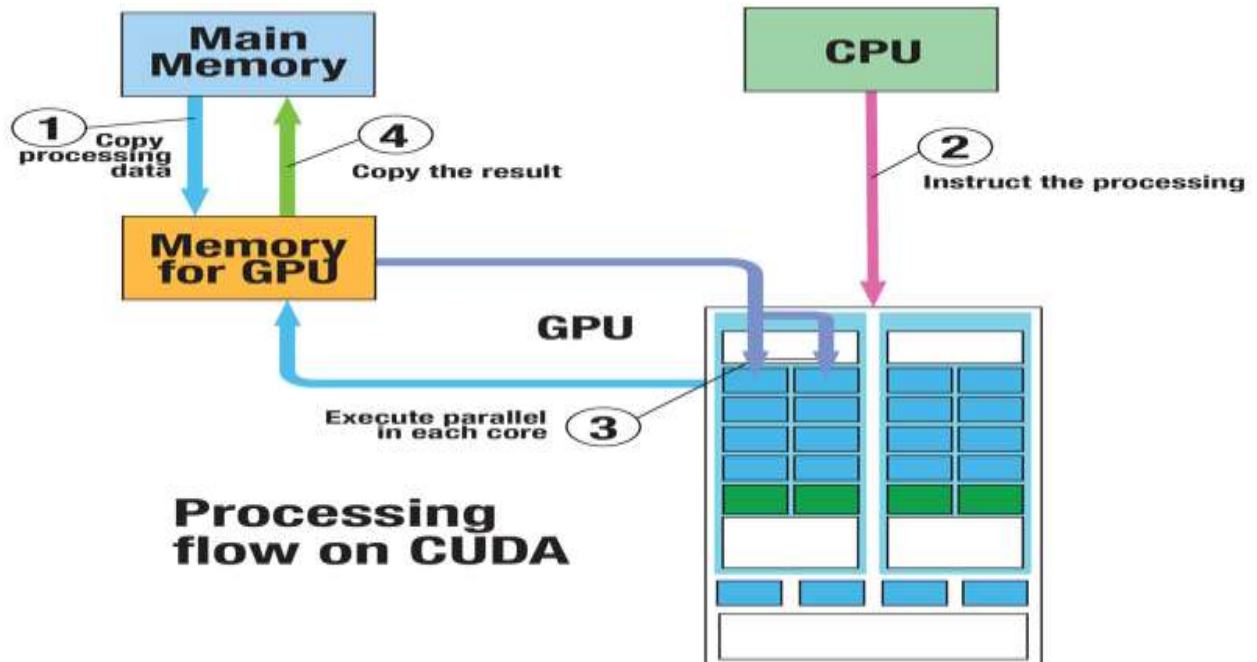 Main
Memory
CPU
1
Copy
processing
data
4
Copy the result
2
Instruct the processing
Memory
for GPU
GPU
Execute parallel
in each core
3
Processing
flow on CUDA